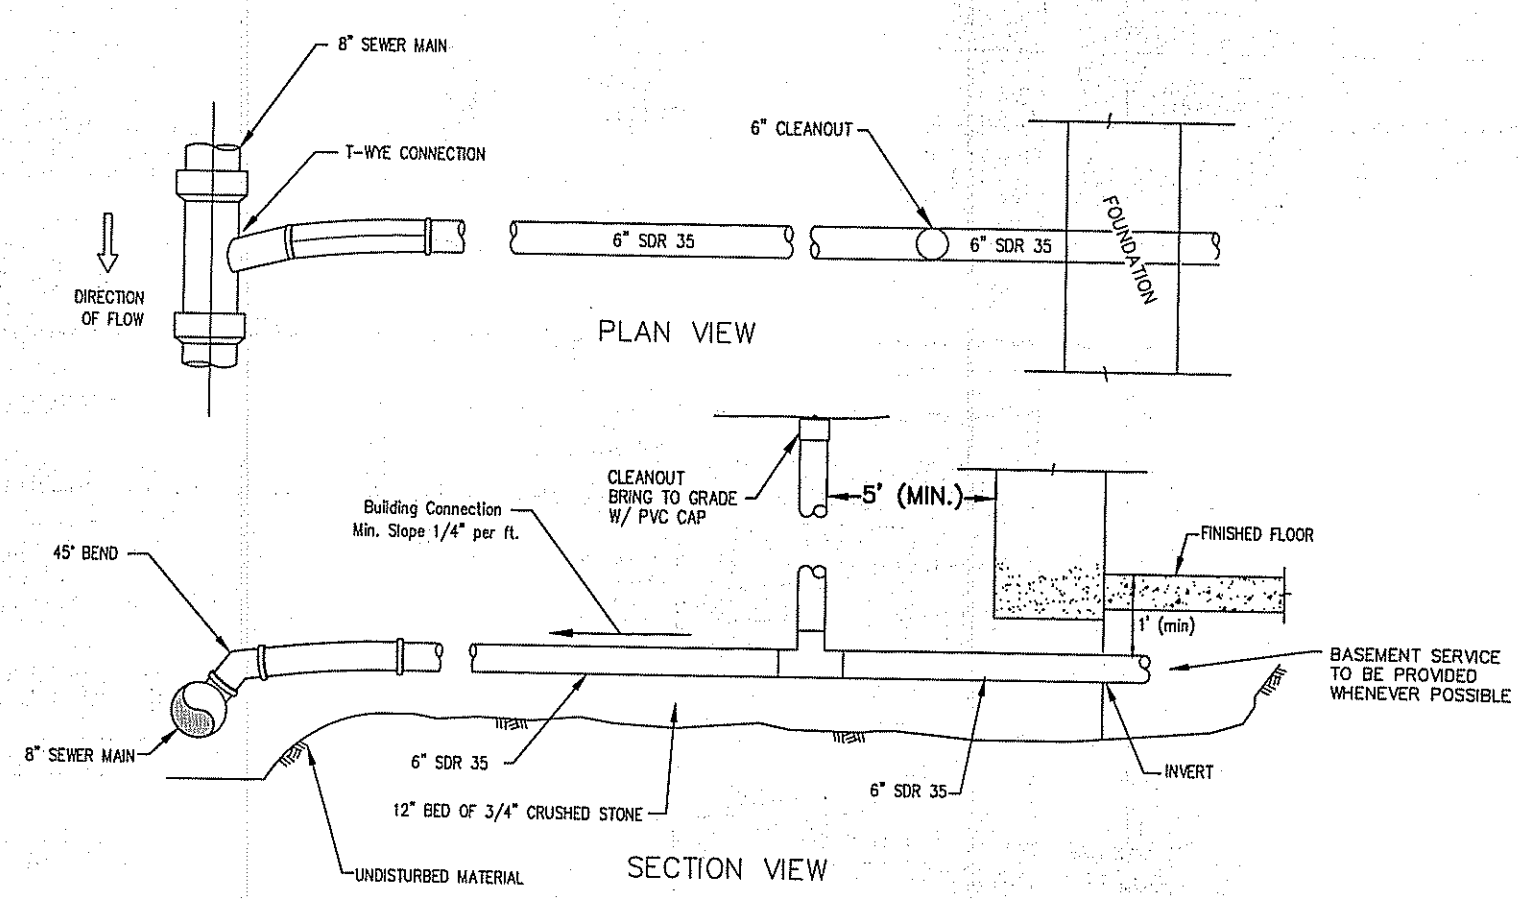 8" SEWER MAIN
T-WYE CONNECTION
6" CLEANOUT
DIRECTION
OF FLOW
6" SDR 35
6" SDR 35
FOUNDATION
PLAN VIEW
CLEANOUT
BRING TO GRADE
W/ PVC CAP
5' (MIN.)
Building Connection
Min. Slope 1/4" per ft.
45° BEND
FINISHED FLOOR
1' (min)
BASEMENT SERVICE
TO BE PROVIDED
WHENEVER POSSIBLE
8" SEWER MAIN
6" SDR 35
6" SDR 35
INVERT
12" BED OF 3/4" CRUSHED STONE
UNDISTURBED MATERIAL
SECTION VIEW